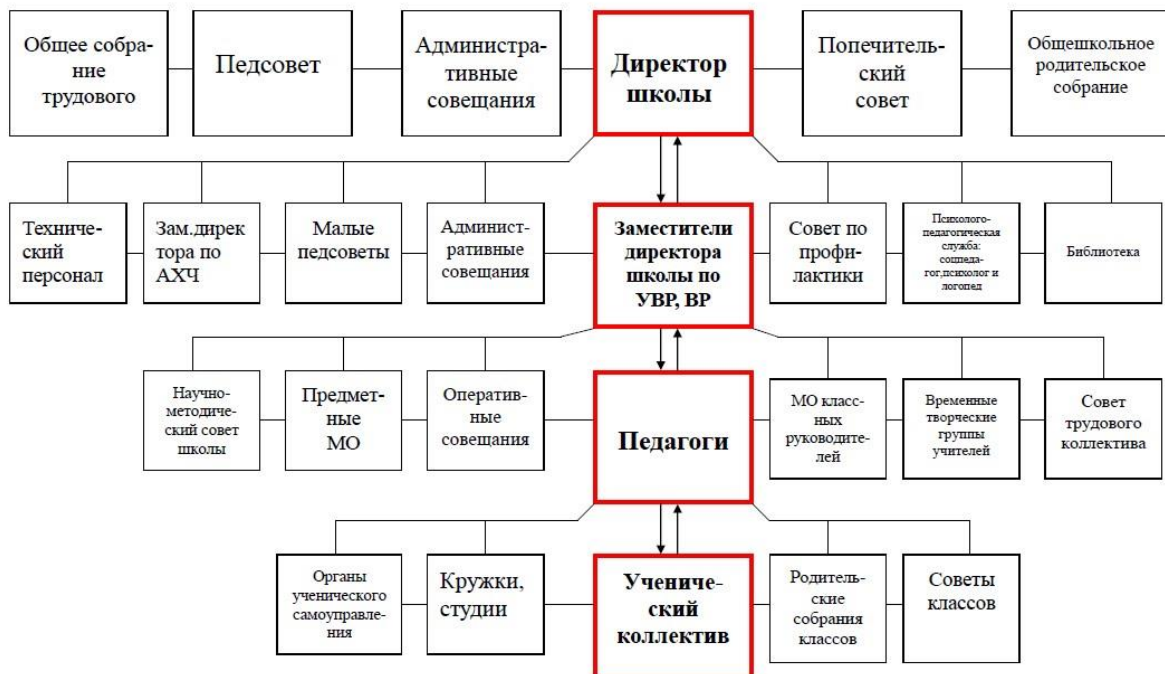 Общее собра-
ние
трудового
Педсовет
Администра-
тивные
совещания
Директор
школы
Попечитель-
ский
совет
Общешкольное
родительское
собрание
Техничес
кий
персонал
Зам.дирек
тора по
АХЧ
Малые
педсоветы
Админист-
ративные
совещания
Заместители
директора
школы по
УВР, ВР
Совет по
профи-
лактики
Психолого-
педагогическая
служба:
соцпеда-
гог,психолог и
логопед
Библиотека
Научно-
методиче-
ский совет
школы
Предмет-
ные
МО
Оператив-
ные
совещания
Педагоги
МО класс-
ных
руководите-
лей
Временные
творческие
группы
учителей
Совет
трудового
коллектива
Органы
ученического
самоуправле-
ния
Кружки,
студии
Учениче-
ский
коллектив
Родитель-
ские
собрания
классов
Советы
классов